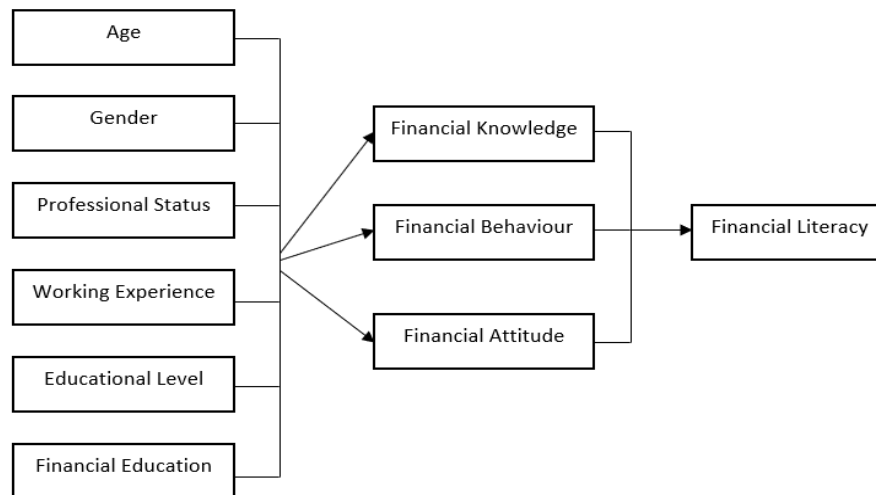 Age
Gender
Professional Status
Working Experience
Educational Level
Financial Education
Financial Knowledge
Financial Behaviour
Financial Attitude
Financial Literacy